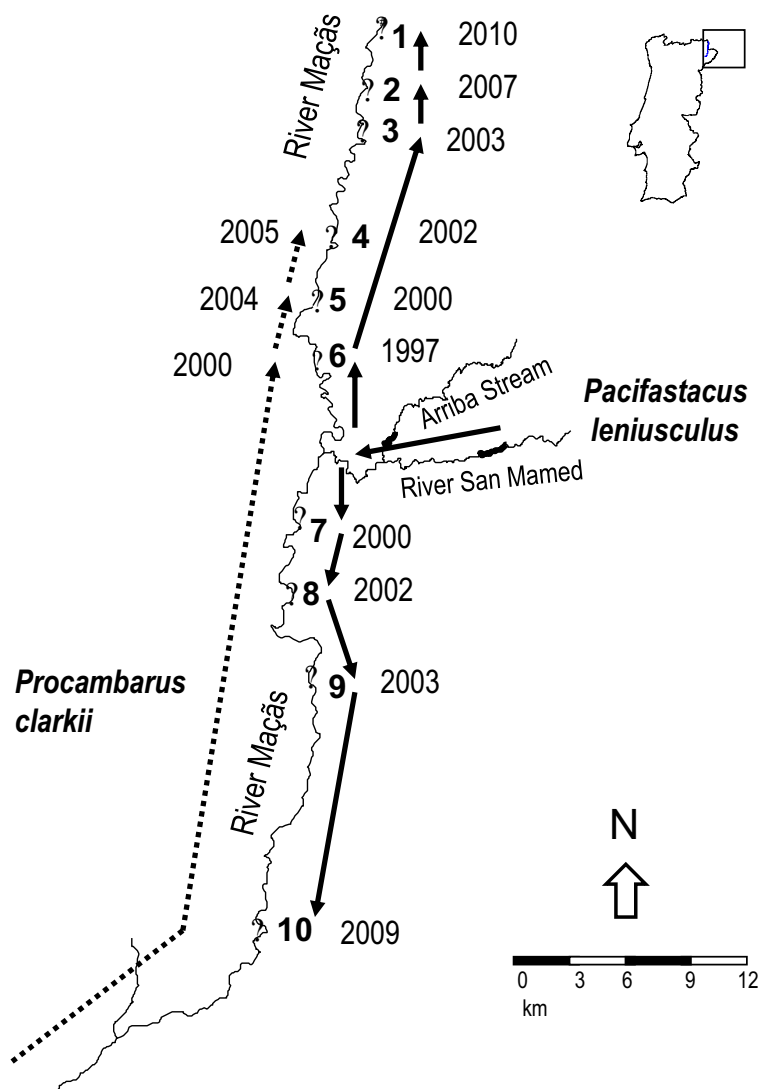 River Maçãs
? 1 2010
? 2 2007
? 3 2003
2005 ? 4 2002
2004 ? 5 2000
2000 ? 6 1997
Arriba Stream
Pacifastacus
leniusculus
River San Mamed
? 7 2000
? 8 2002
? 9 2003
Procambarus
clarkii
River Maçãs
? 10 2009
N
0 3 6 9 12
km